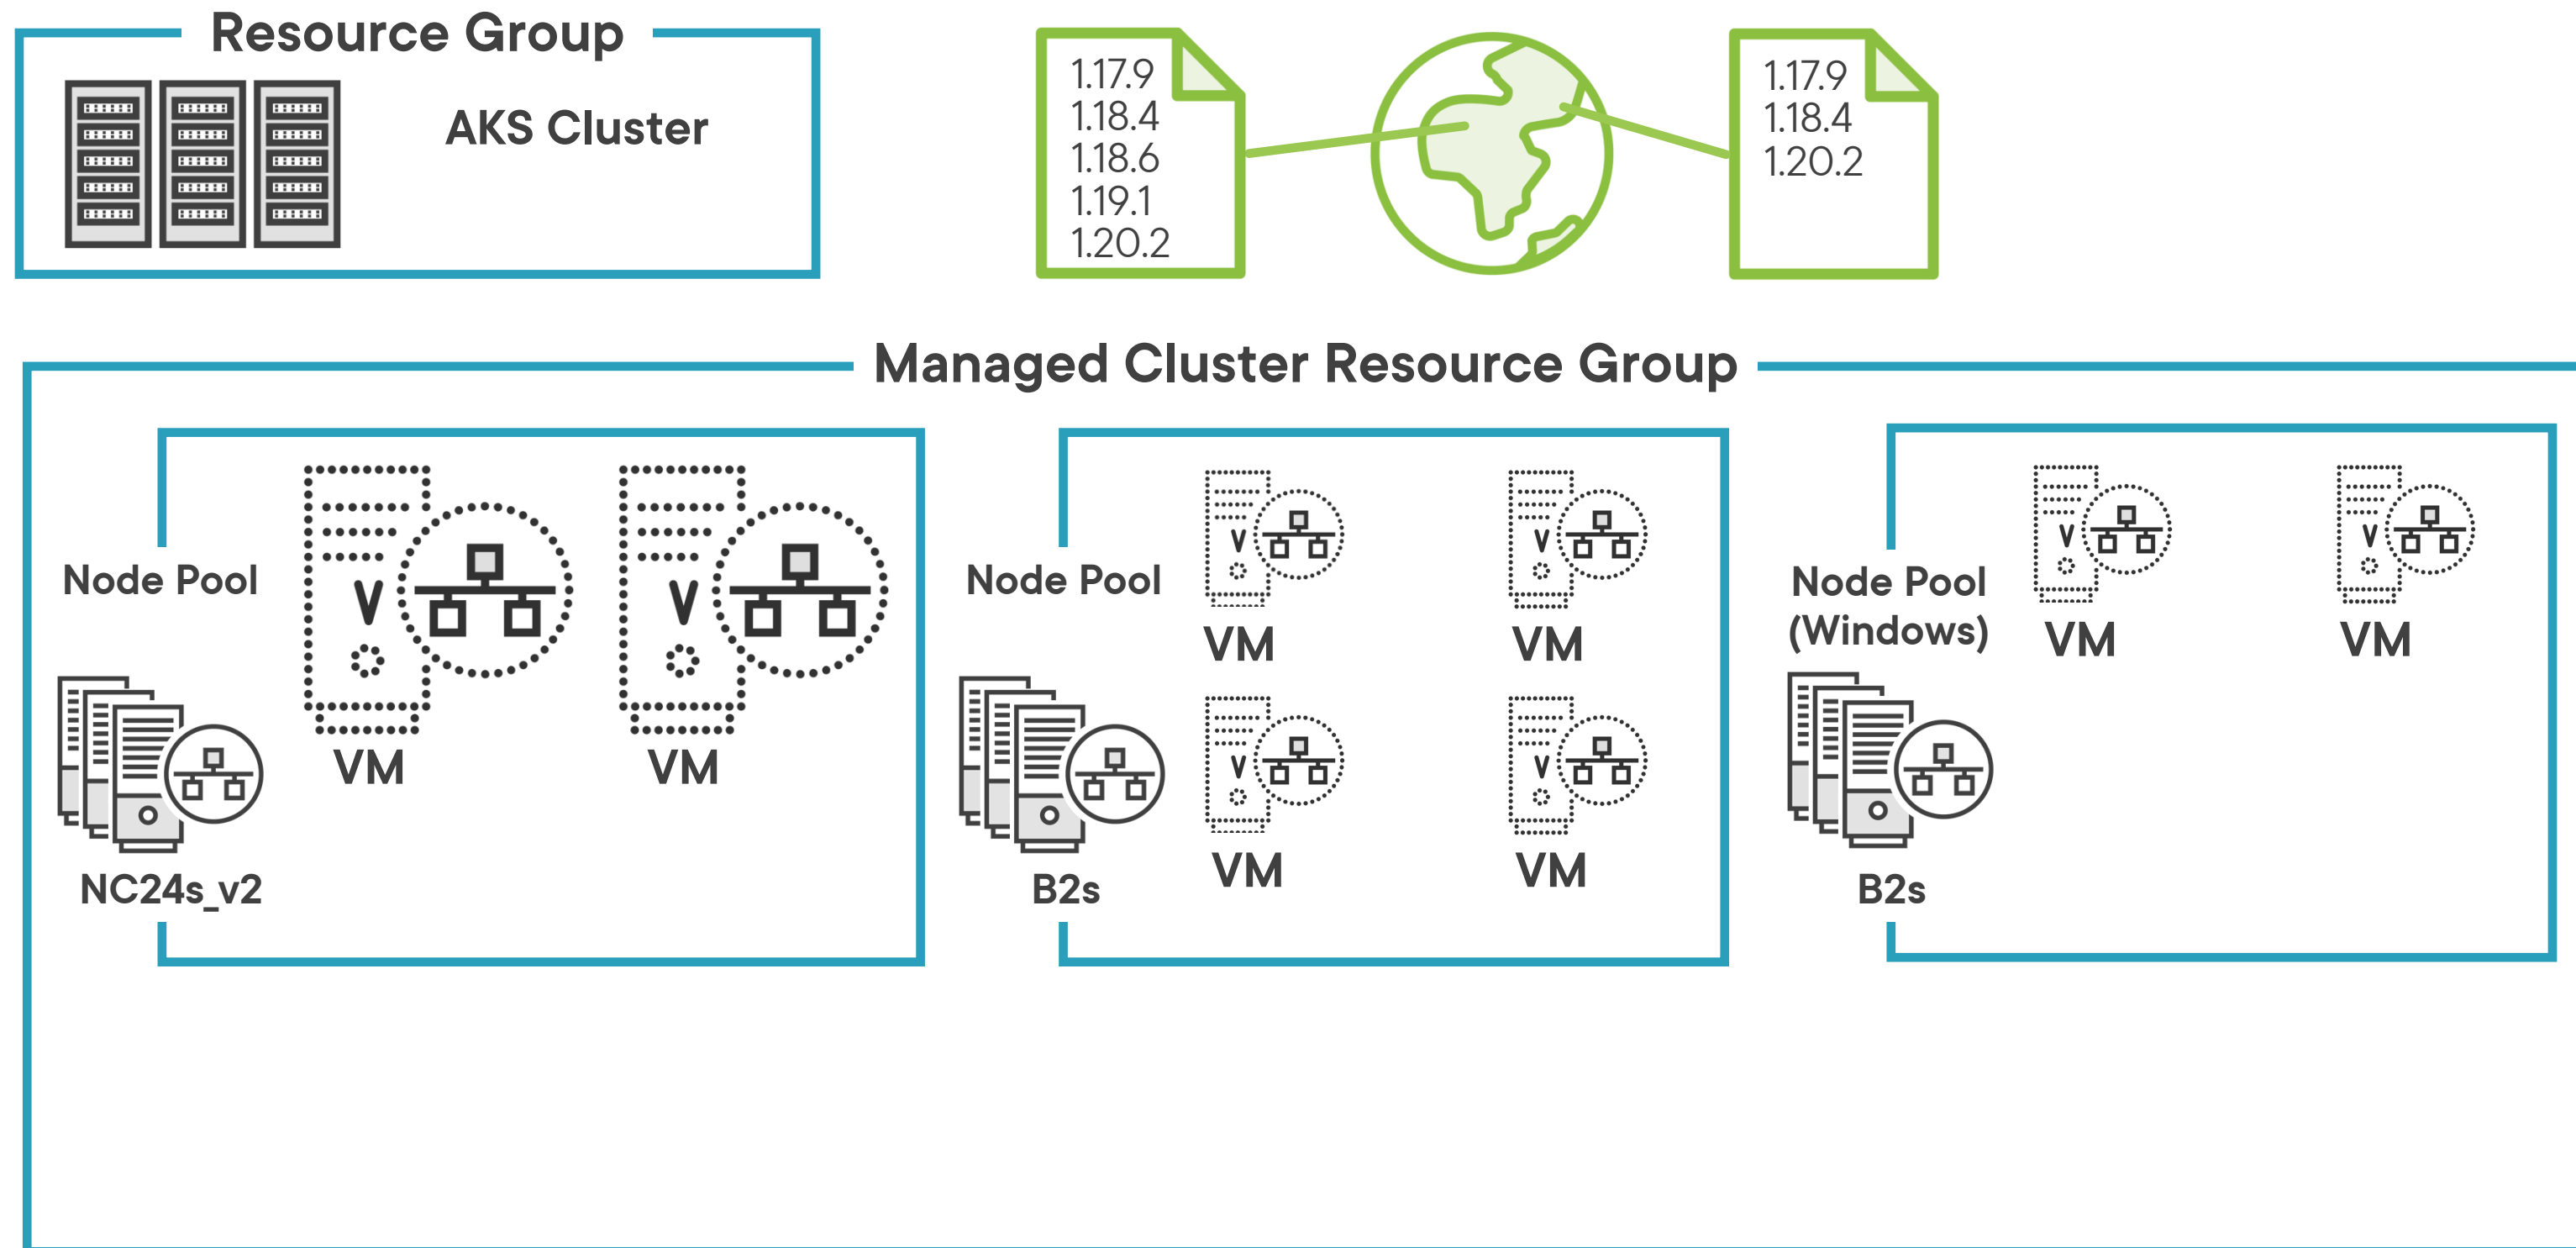 Resource Group
AKS Cluster
1.17.9
1.18.4
1.18.6
1.19.1
1.20.2
1.17.9
1.18.4
1.20.2
Managed Cluster Resource Group
Node Pool
VM
VM
NC24s_v2
Node Pool
VM
VM
VM
VM
B2s
Node Pool
(Windows)
VM
VM
B2s